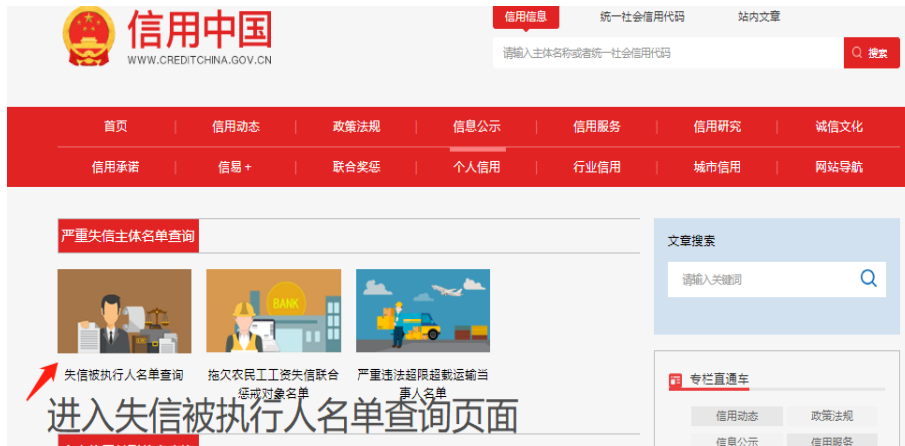 信用信息 统一社会信用代码 站内文章
信用中国
WWW.CREDITCHINA.GOV.CN
请输入主体名称或者统一社会信用代码 搜索
首页 信用动态 政策法规 信息公示 信用服务 信用研究 诚信文化
信用承诺 信易+ 联合奖惩 个人信用 行业信用 城市信用 网站导航
严重失信主体名单查询
文章搜索
请输入关键词
BANK
失信被执行人名单查询 拖欠农民工工资失信联合 严重违法超限超载运输当
惩戒对象名单 事人名单
进入失信被执行人名单查询页面
专栏直通车
信用动态 政策法规
信息公示 信用服务